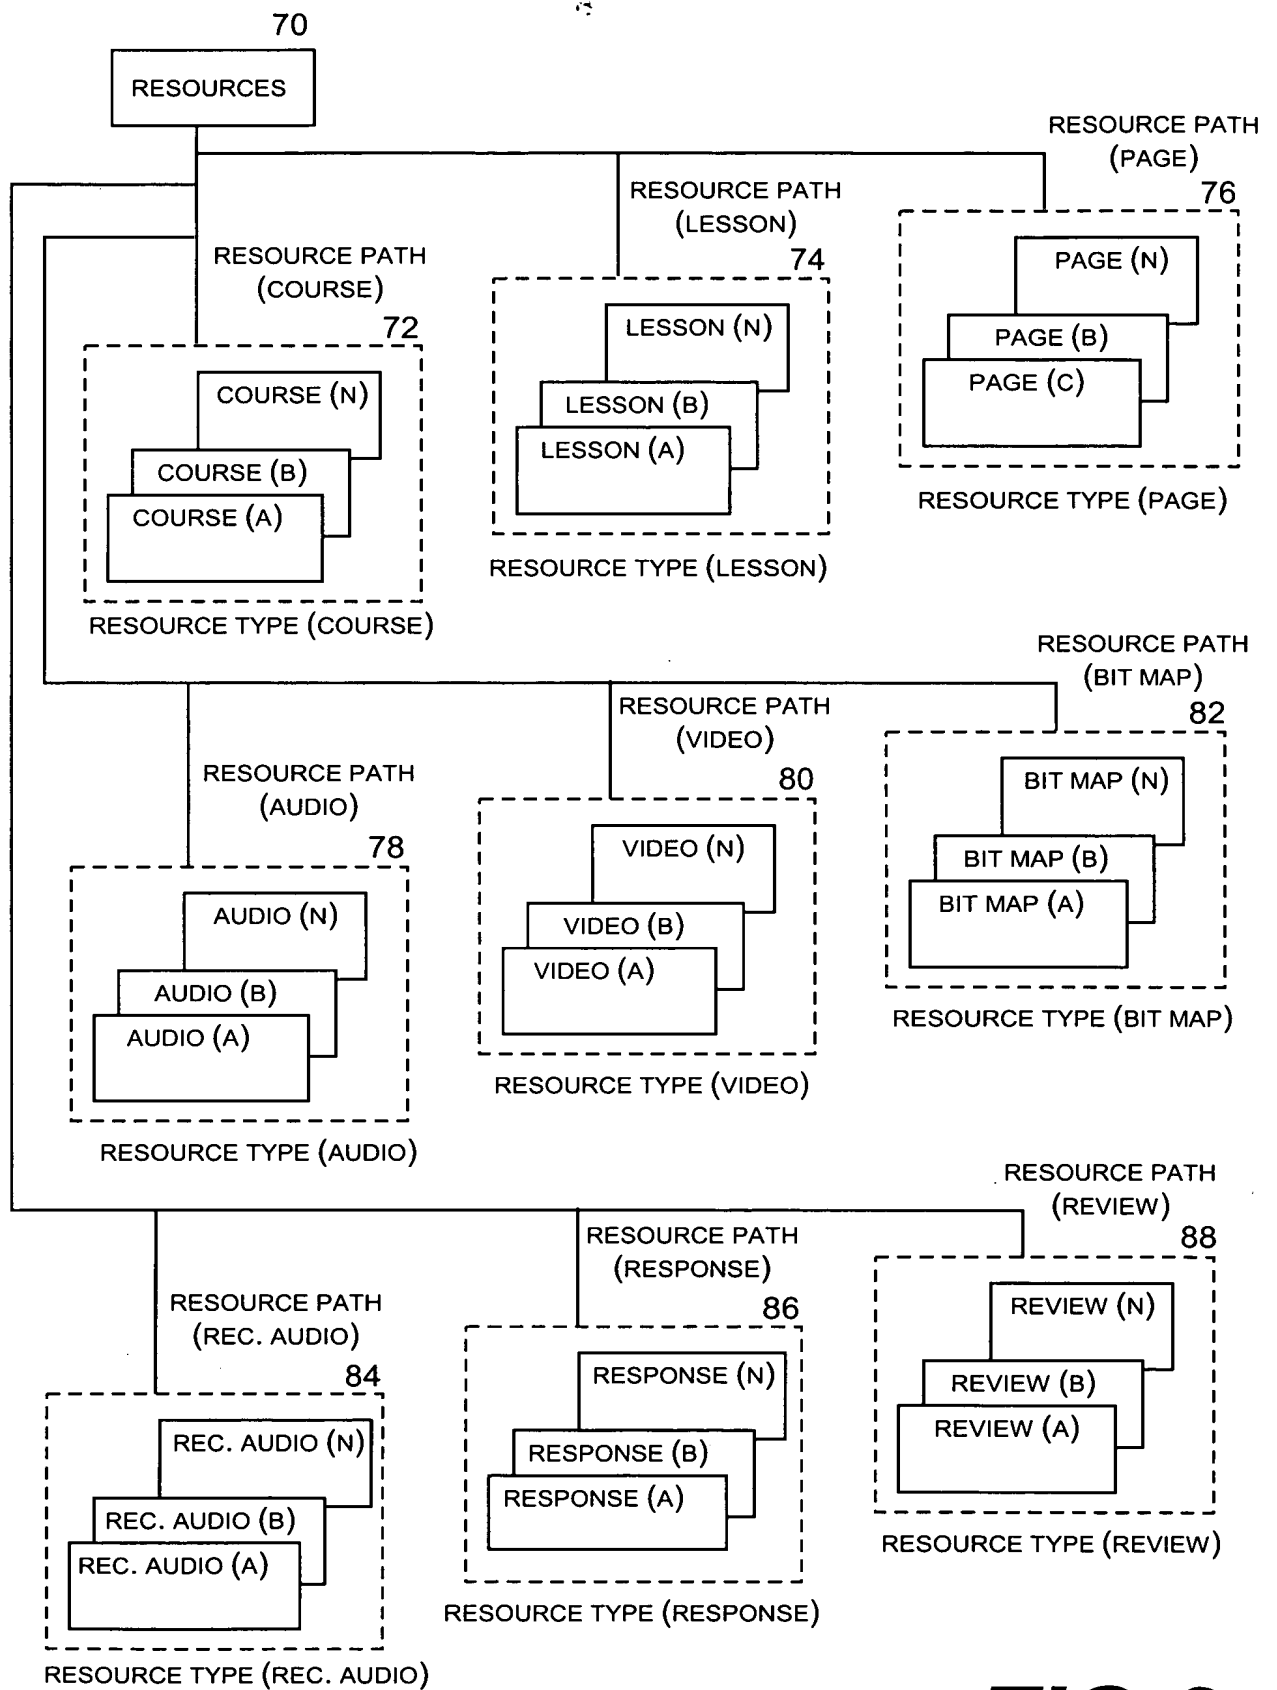 70
RESOURCES
RESOURCE PATH
(PAGE)
76
RESOURCE PATH
(LESSON)
74
RESOURCE PATH
(COURSE)
72
PAGE (N)
PAGE (B)
PAGE (C)
RESOURCE TYPE (PAGE)
LESSON (N)
LESSON (B)
LESSON (A)
RESOURCE TYPE (LESSON)
COURSE (N)
COURSE (B)
COURSE (A)
RESOURCE TYPE (COURSE)
RESOURCE PATH
(BIT MAP)
82
RESOURCE PATH
(VIDEO)
80
RESOURCE PATH
(AUDIO)
78
BIT MAP (N)
BIT MAP (B)
BIT MAP (A)
RESOURCE TYPE (BIT MAP)
VIDEO (N)
VIDEO (B)
VIDEO (A)
RESOURCE TYPE (VIDEO)
AUDIO (N)
AUDIO (B)
AUDIO (A)
RESOURCE TYPE (AUDIO)
RESOURCE PATH
(REVIEW)
88
RESOURCE PATH
(RESPONSE)
86
RESOURCE PATH
(REC. AUDIO)
84
REVIEW (N)
REVIEW (B)
REVIEW (A)
RESOURCE TYPE (REVIEW)
RESPONSE (N)
RESPONSE (B)
RESPONSE (A)
RESOURCE TYPE (RESPONSE)
REC. AUDIO (N)
REC. AUDIO (B)
REC. AUDIO (A)
RESOURCE TYPE (REC. AUDIO)